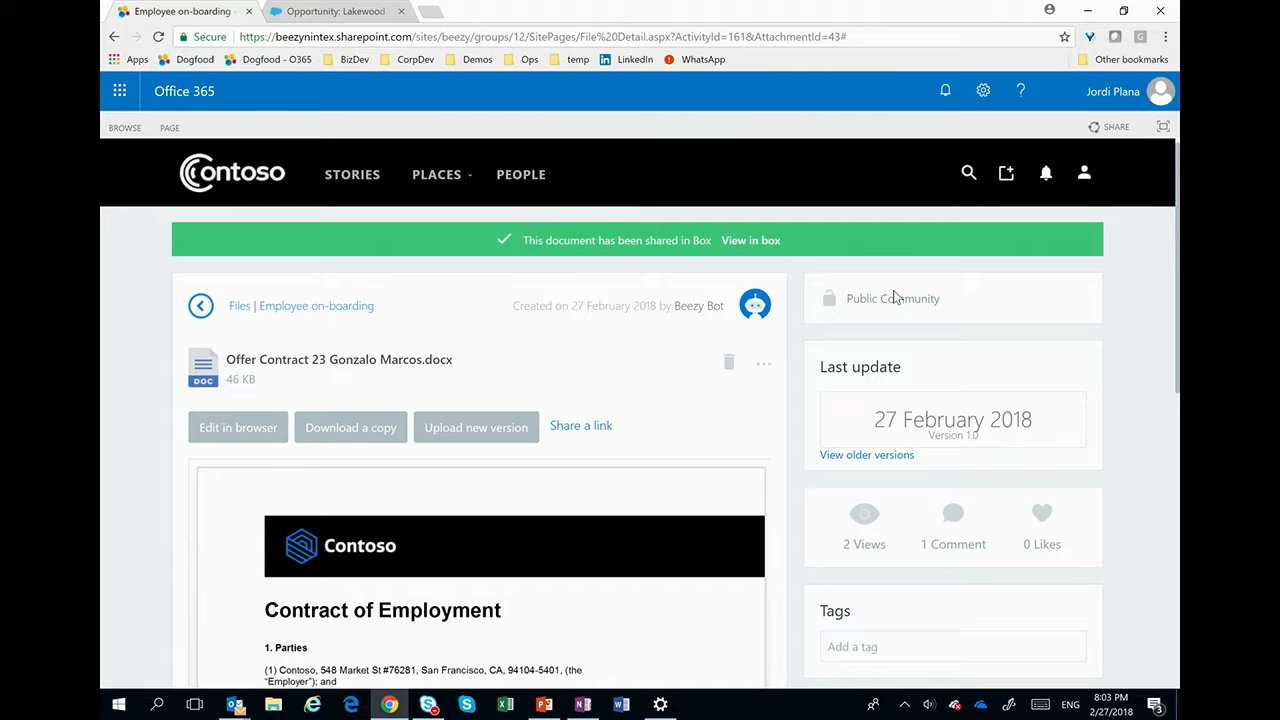 Employee on-boarding
Opportunity: Lakewood
Secure
https://beezynintex.sharepoint.com/sites/beezy/groups/12/SitePages/File%20Detail.aspx?ActivityId=161&AttachmentId=43#
Apps Dogfood Dogfood - O365 BizDev CorpDev Demos Ops temp LinkedIn WhatsApp Other bookmarks
Office 365 Jordi Plana
BROWSE PAGE SHARE
Contoso STORIES PLACES PEOPLE
This document has been shared in Box View in box
Files | Employee on-boarding Created on 27 February 2018 by Beezy Bot
Offer Contract 23 Gonzalo Marcos.docx
DOC 46 KB
Edit in browser Download a copy Upload new version Share a link
Contoso
Contract of Employment
1. Parties
(1) Contoso, 548 Market St #76281, San Francisco, CA, 94104-5401, (the
"Employer"); and
Public Community
Last update
27 February 2018
Version 1.0
View older versions
2 Views 1 Comment 0 Likes
Tags
Add a tag
ENG
8:03 PM
2/27/2018
3